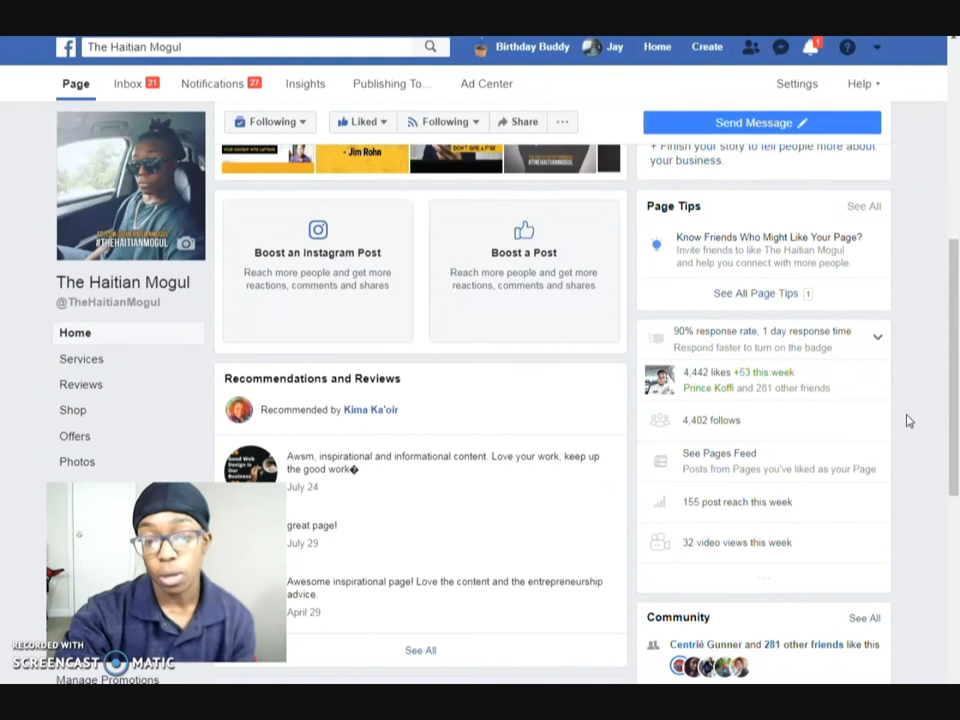 The Haitian Mogul
Birthday Buddy
Jay
Home
Create
1
Page
Inbox 21
Notifications 27
Insights
Publishing To...
Ad Center
Settings
Help
Following
Liked
Following
Share
Send Message
- Jim Rohn
#THEHAITIANMOGUL
+ Finish your story to tell people more about
your business.
#THEHAITIANMOGUL
The Haitian Mogul
@TheHaitianMogul
Home
Services
Reviews
Shop
Offers
Photos
Manage Promotions
Boost an Instagram Post
Reach more people and get more
reactions, comments and shares
Boost a Post
Reach more people and get more
reactions, comments and shares
Recommendations and Reviews
Recommended by Kima Ka'oir
Good Web
Design Is
Our
Business
Awsm, inspirational and informational content. Love your work, keep up
the good work�
July 24
great page!
July 29
Awesome inspirational page! Love the content and the entrepreneurship
advice.
April 29
See All
Page Tips
See All
Know Friends Who Might Like Your Page?
Invite friends to like The Haitian Mogul
and help you connect with more people.
See All Page Tips 1
90% response rate, 1 day response time
Respond faster to turn on the badge
4,442 likes +53 this week
Prince Koffi and 281 other friends
4,402 follows
See Pages Feed
Posts from Pages you've liked as your Page
155 post reach this week
32 video views this week
Community
See All
Centrié Gunner and 281 other friends like this
RECORDED WITH
SCREENCAST MATIC